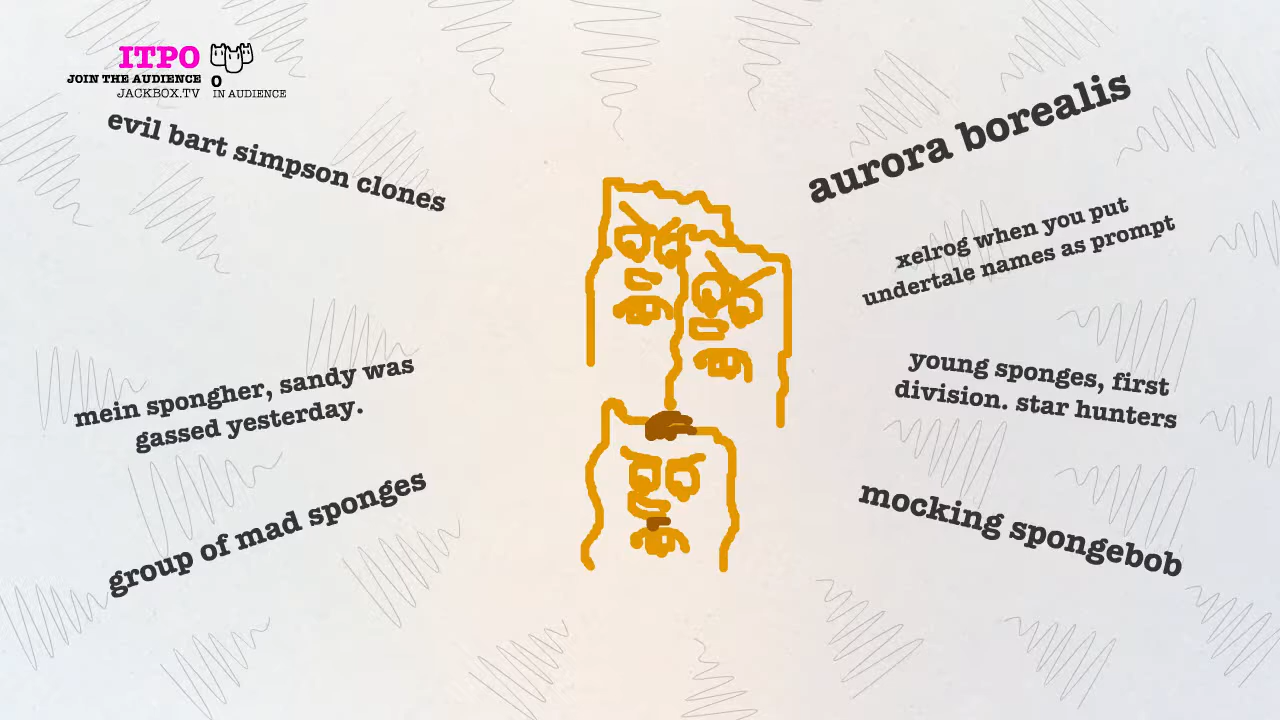 ITPO
JOIN THE AUDIENCE
JACKBOX.TV
0
IN AUDIENCE
evil bart simpson clones
aurora borealis
xelrog when you put
undertale names as prompt
mein spongher, sandy was
gassed yesterday.
young sponges, first
division. star hunters
group of mad sponges
mocking spongebob